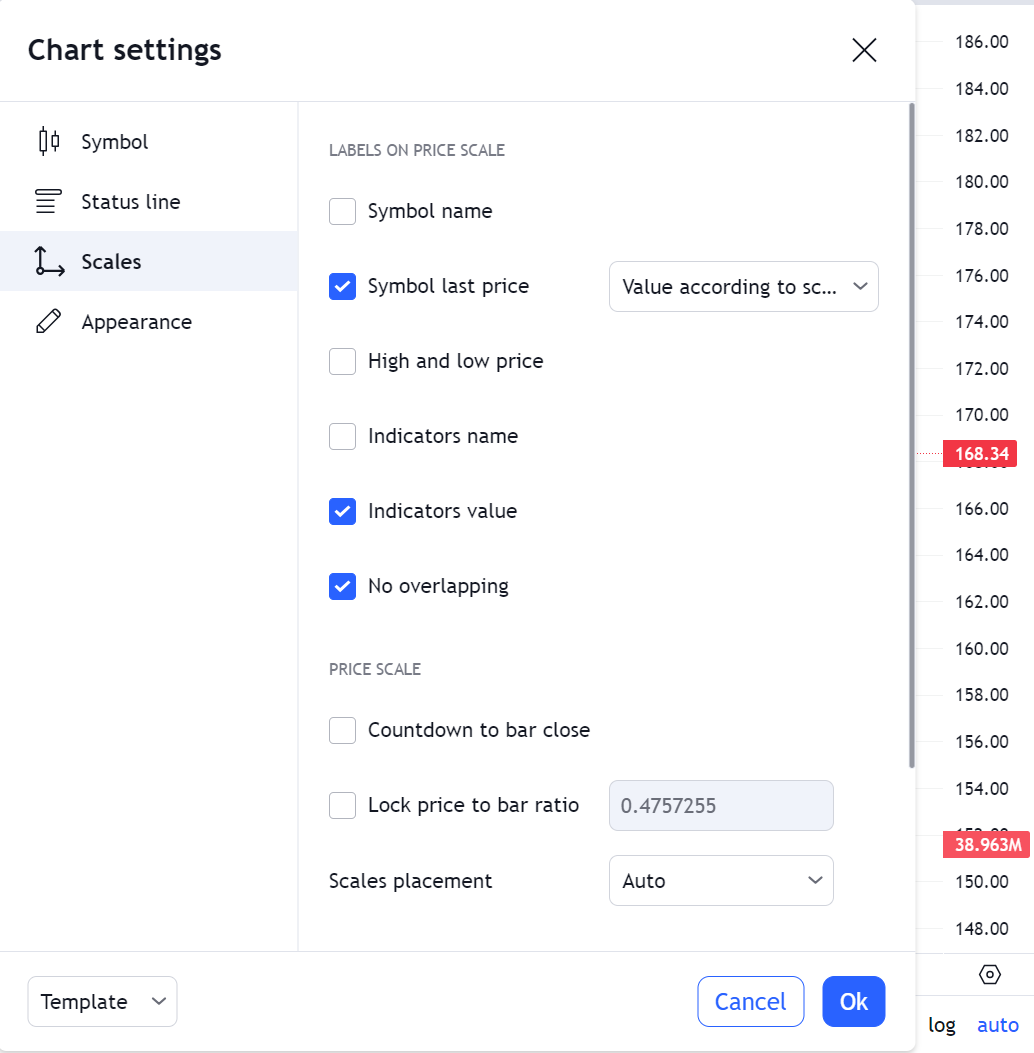 Chart settings
Symbol
Status line
Scales
Appearance
LABELS ON PRICE SCALE
Symbol name
Symbol last price
Value according to sc...
High and low price
Indicators name
Indicators value
No overlapping
PRICE SCALE
Countdown to bar close
Lock price to bar ratio
0.4757255
Scales placement
Auto
Template
Cancel
Ok
186.00
184.00
182.00
180.00
178.00
176.00
174.00
172.00
170.00
168.34
166.00
164.00
162.00
160.00
158.00
156.00
154.00
38.963M
150.00
148.00
log
auto